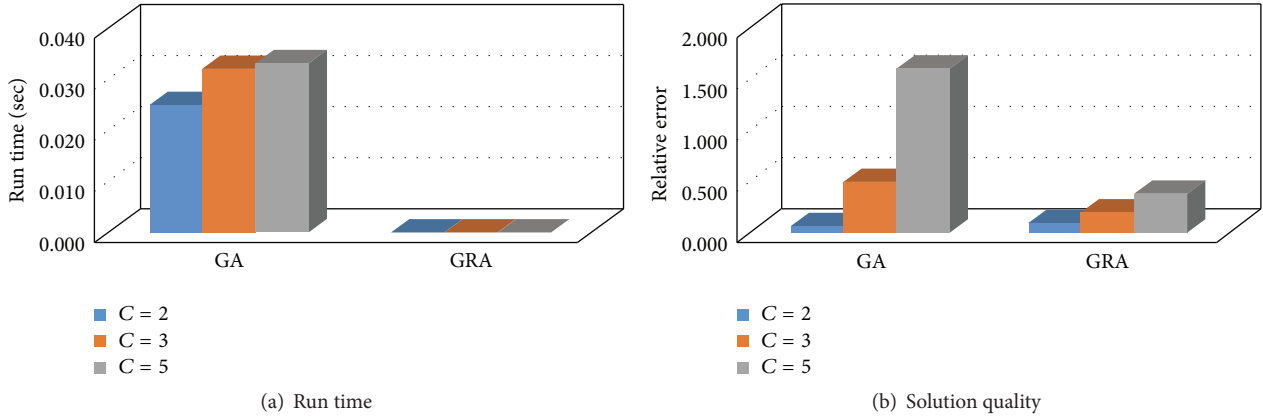 0.040
0.030
0.020
0.010
0.000
Run time (sec)
GA
GRA
C = 2
C = 3
C = 5
(a) Run time
2.000
1.500
1.000
0.500
0.000
Relative error
GA
GRA
C = 2
C = 3
C = 5
(b) Solution quality